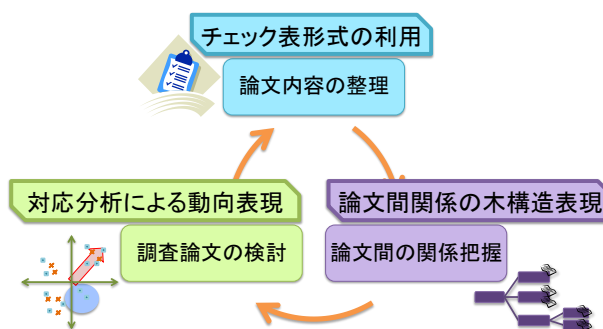 チェック表形式の利用
論文内容の整理
対応分析による動向表現
調査論文の検討
論文間関係の木構造表現
論文間の関係把握